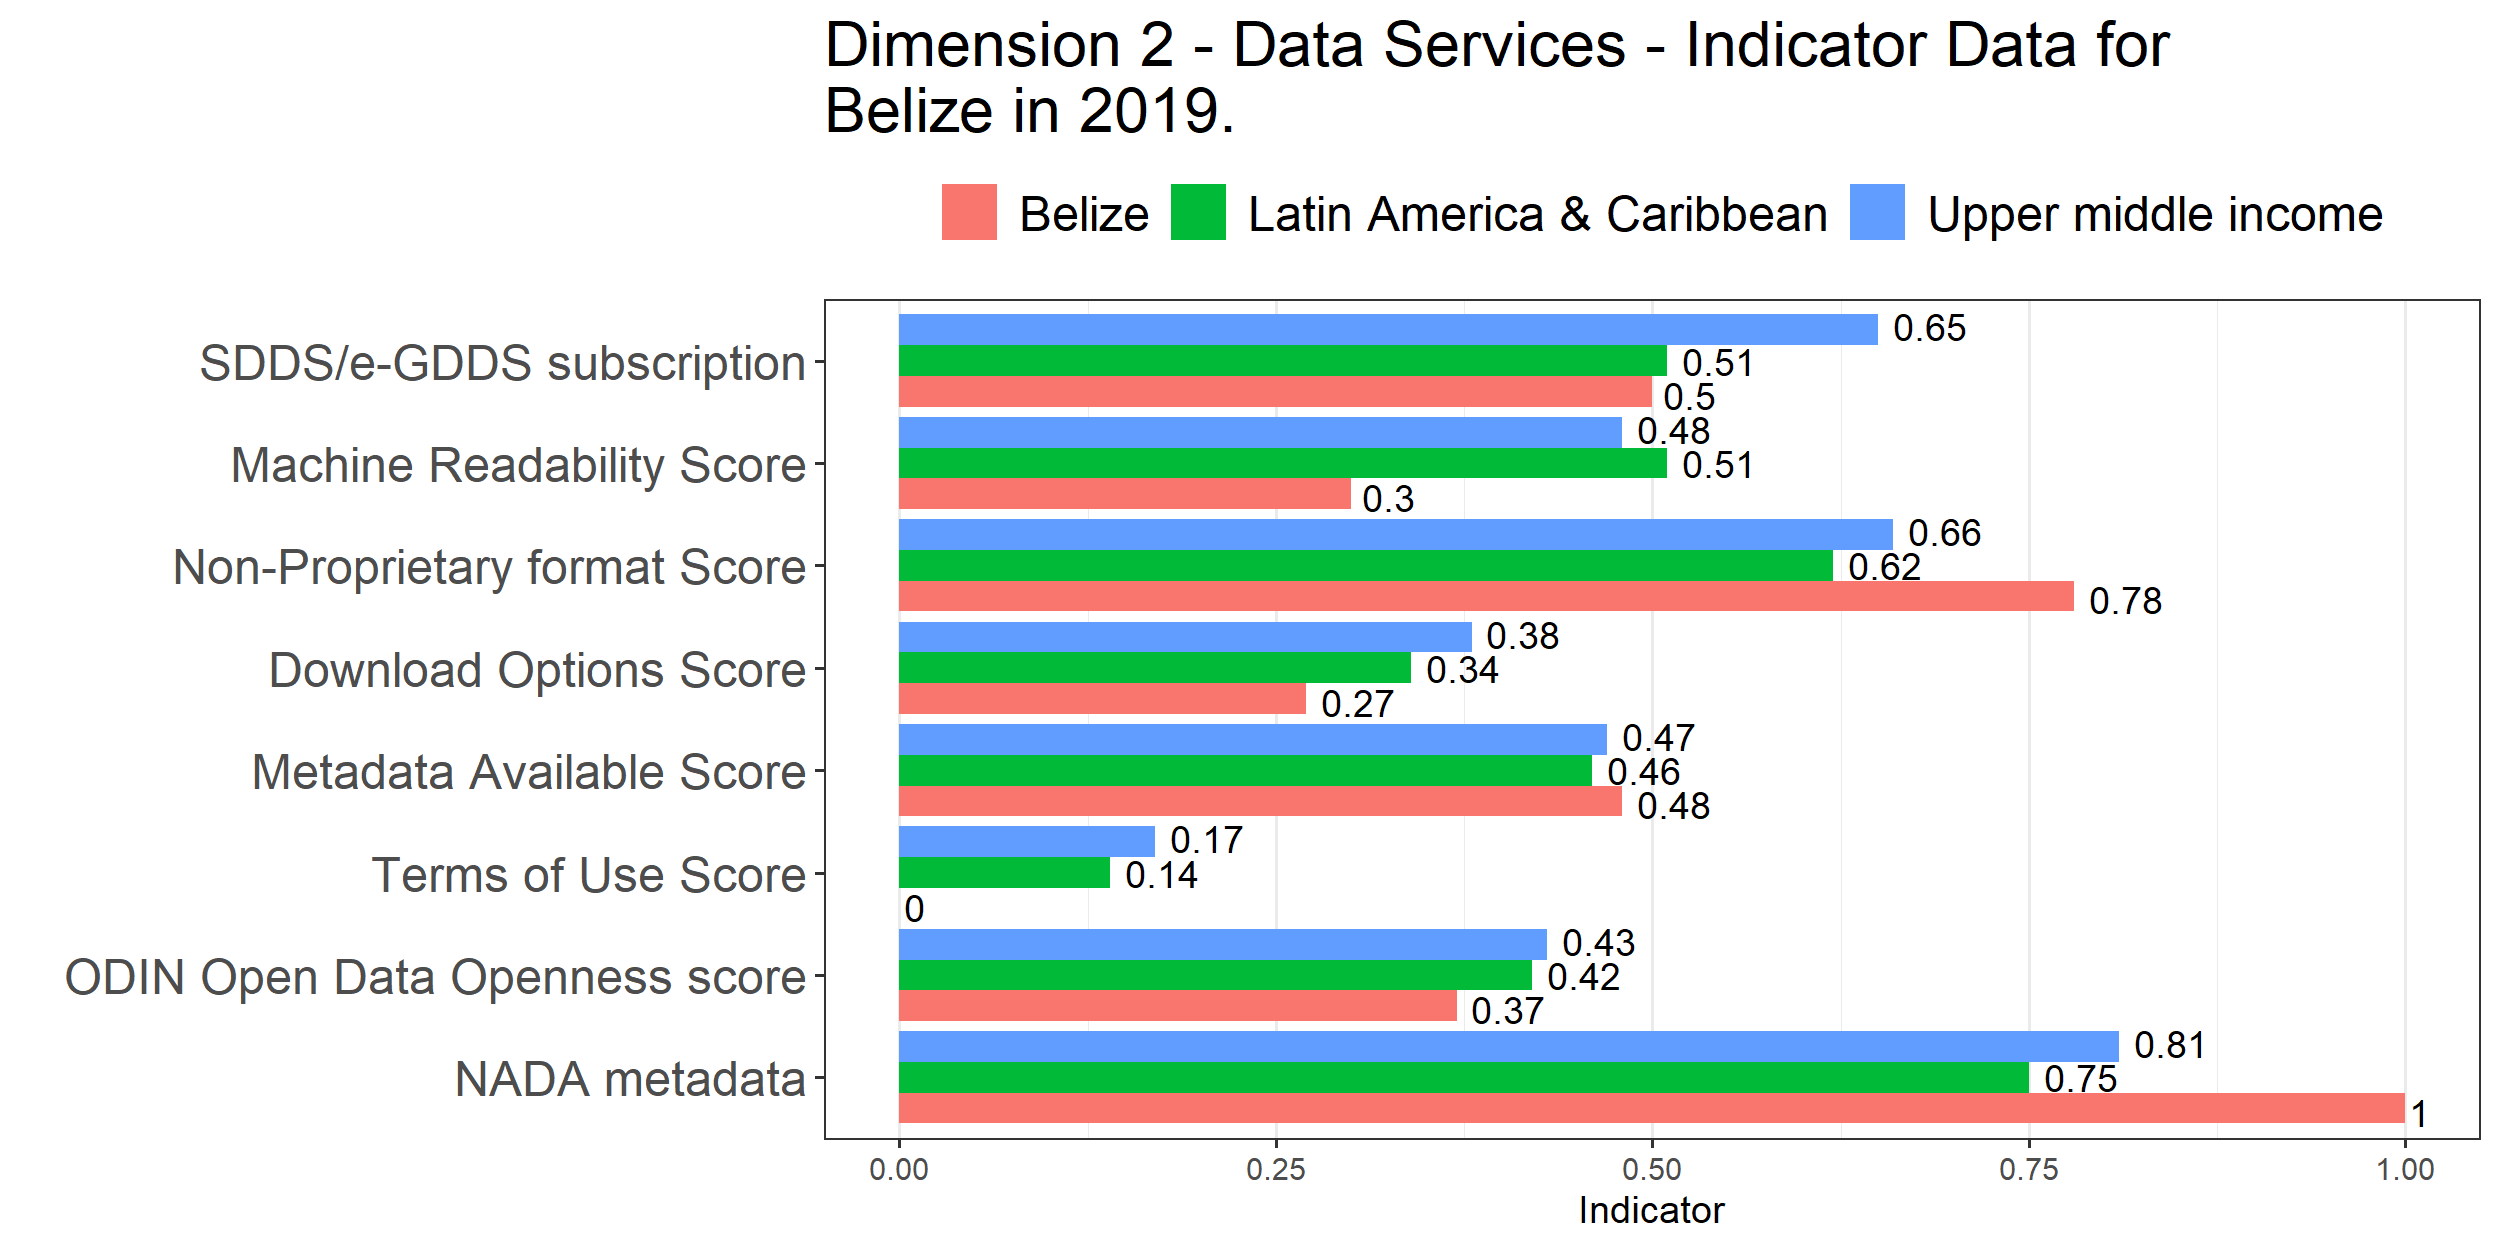 Dimension 2 - Data Services - Indicator Data for
Belize in 2019.
Belize Latin America & Caribbean Upper middle income
SDDS/e-GDDS subscription
0.65
0.51
0.5
Machine Readability Score
0.48
0.51
0.3
Non-Proprietary format Score
0.66
0.62
0.78
Download Options Score
0.38
0.34
0.27
Metadata Available Score
0.47
0.46
0.48
Terms of Use Score
0.17
0.14
0
ODIN Open Data Openness score
0.43
0.42
0.37
NADA metadata
0.81
0.75
1
0.00 0.25 0.50 0.75 1.00
Indicator